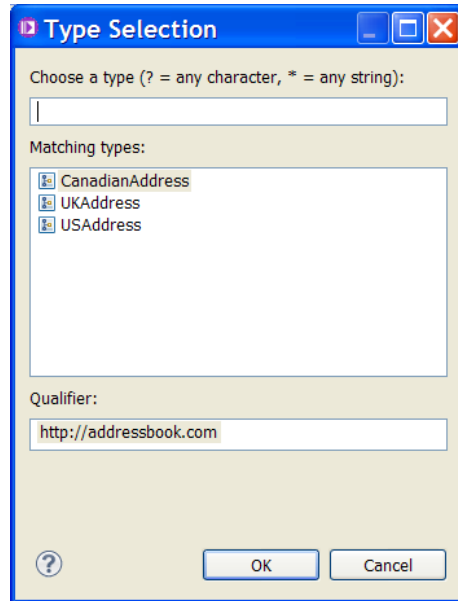 Type Selection
Choose a type (? = any character, * = any string):
Matching types:
CanadianAddress
UKAddress
USAddress
Qualifier:
http://addressbook.com
?
OK Cancel